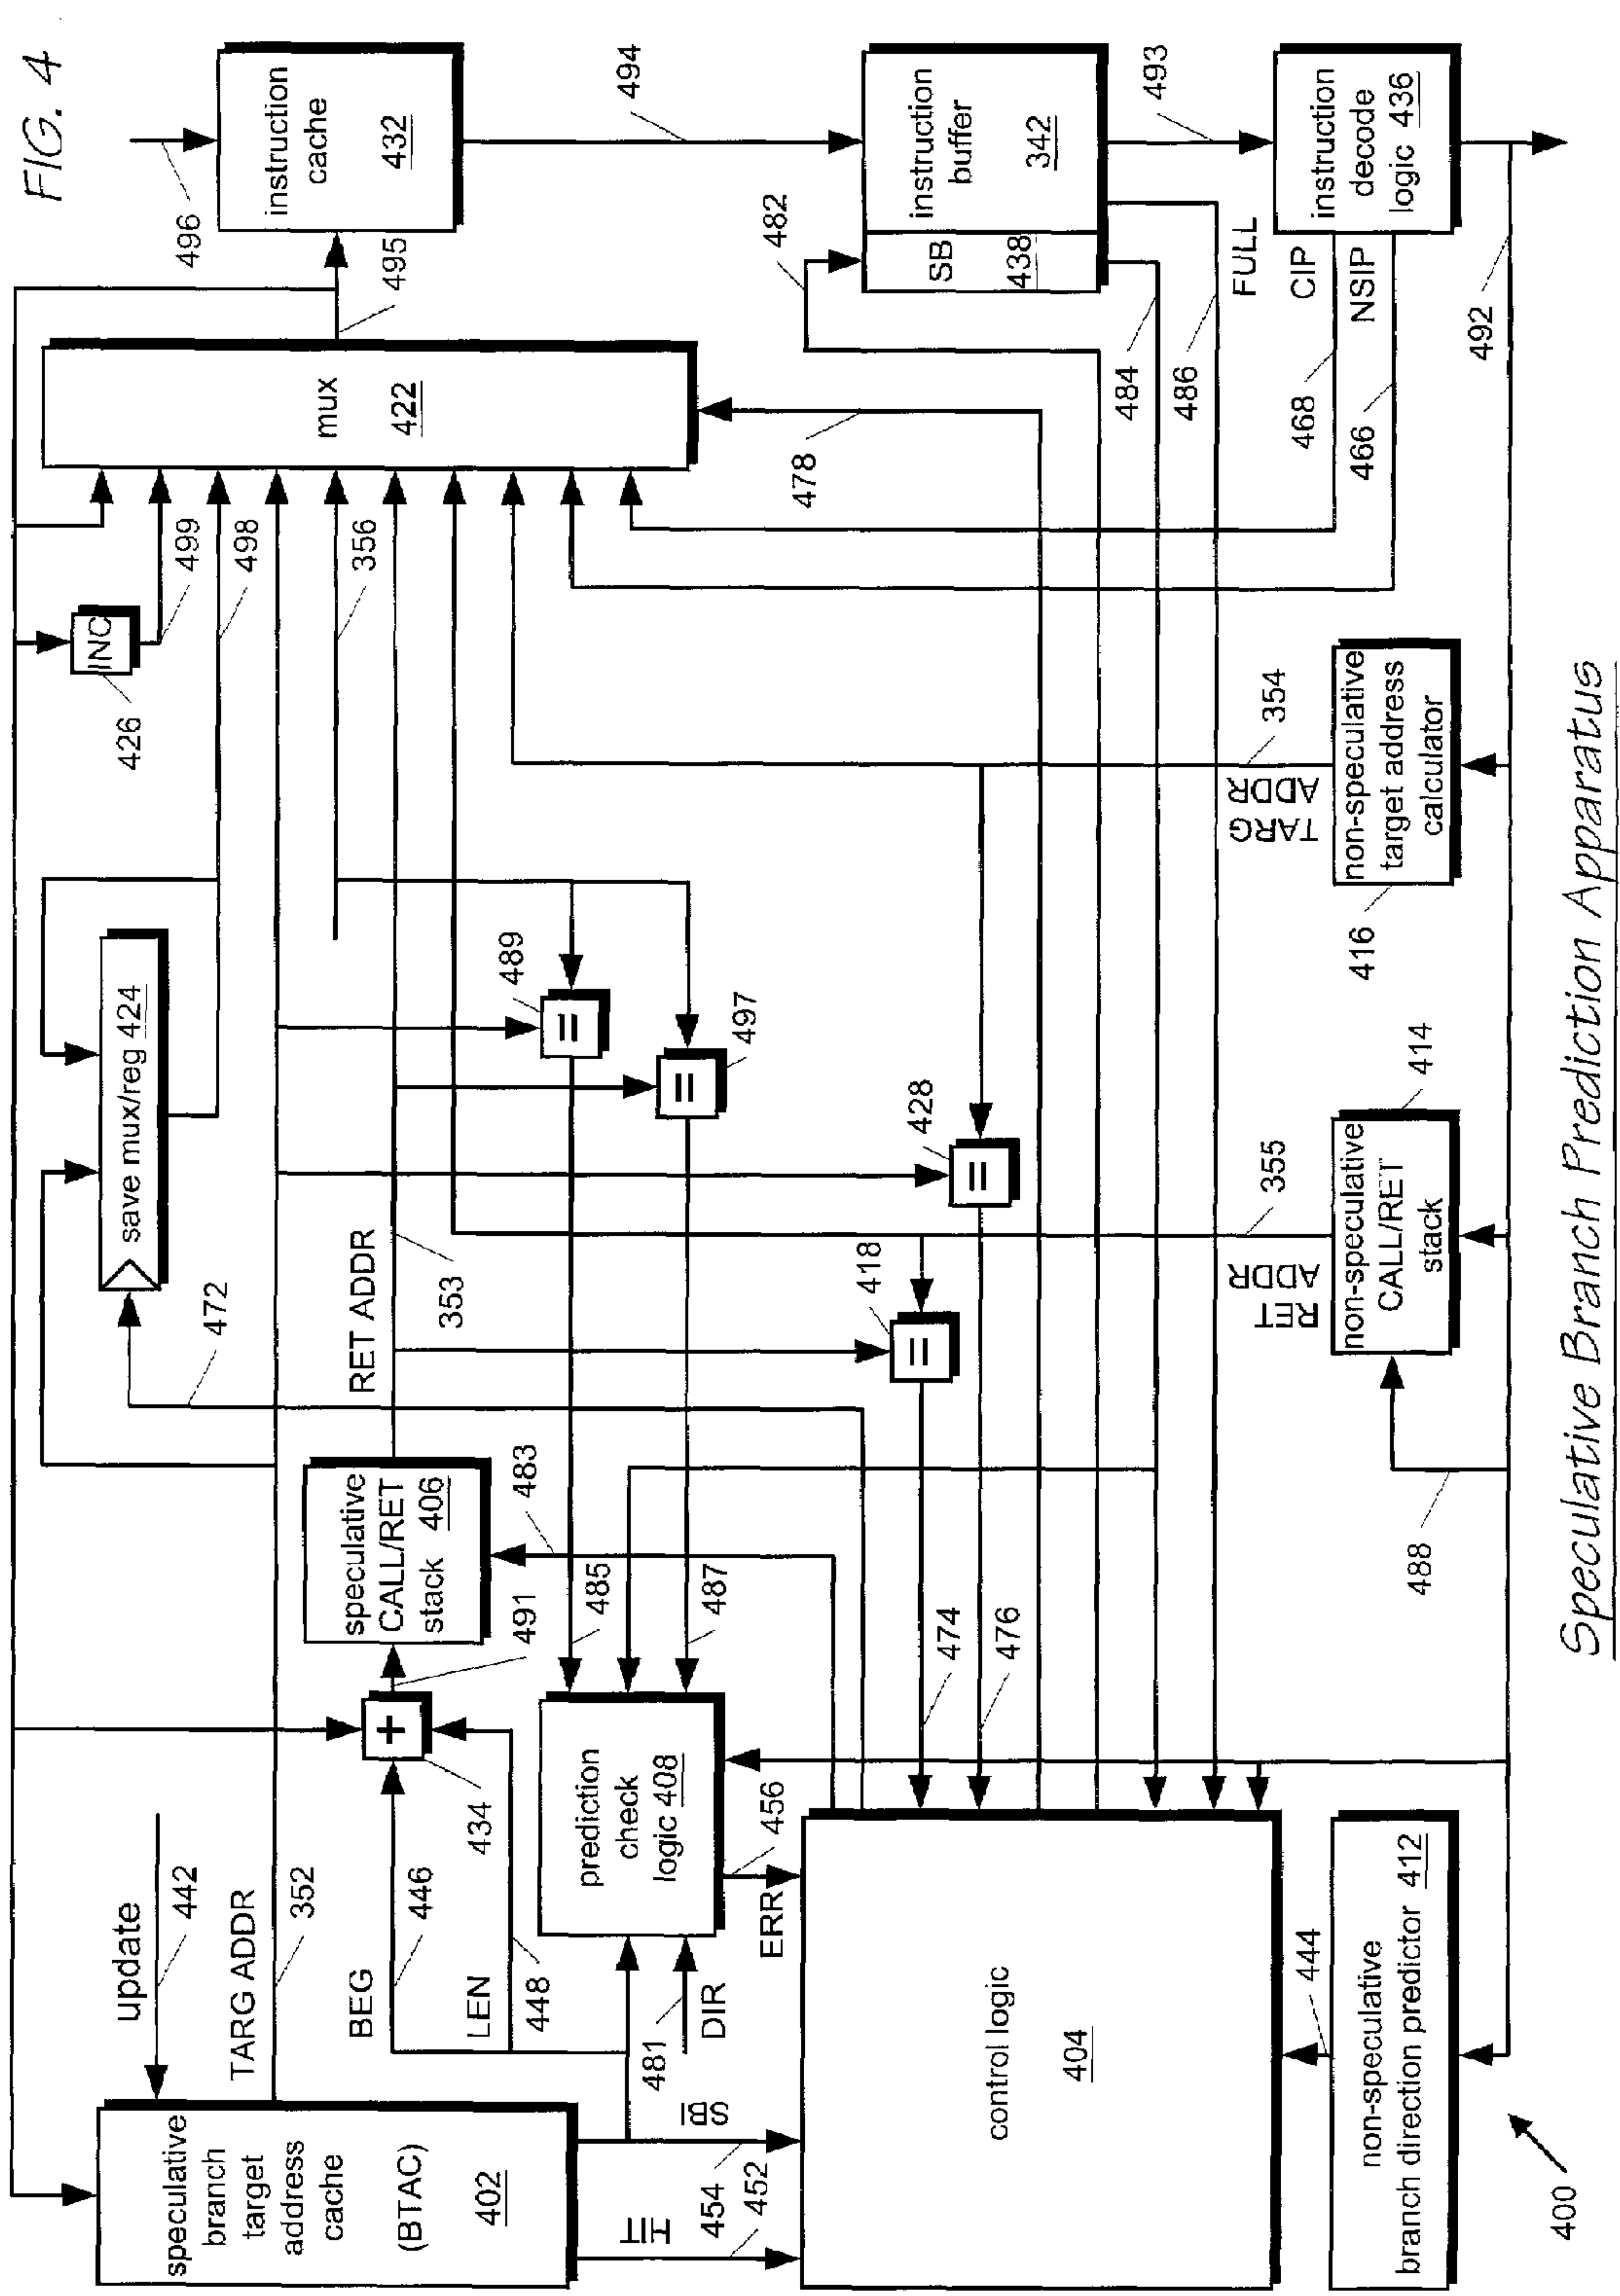 FIG. 4
speculative
branch
target
address
cache
(BTAC)
402
update
442
TARG ADDR
352
BEG
446
LEN
448
434
+
491
speculative
CALL/RET
stack 406
483
RET ADDR
353
472
save mux/reg 424
426
INC
499
498
356
mux
422
495
496
instruction
cache
432
494
HIT
452
454
SBI
481
DIR
prediction
check
logic 408
485
487
ERR
456
=
489
=
497
478
482
SB
438
instruction
buffer
342
493
control logic
404
474
476
=
418
=
428
484
486
FULL
CIP
NSIP
468
466
instruction
decode
logic 436
492
444
non-speculative
branch direction predictor 412
488
RET
ADDR
355
non-speculative
CALL/RET
stack
414
TARG
ADDR
354
non-speculative
target address
calculator
416
400
Speculative Branch Prediction Apparatus